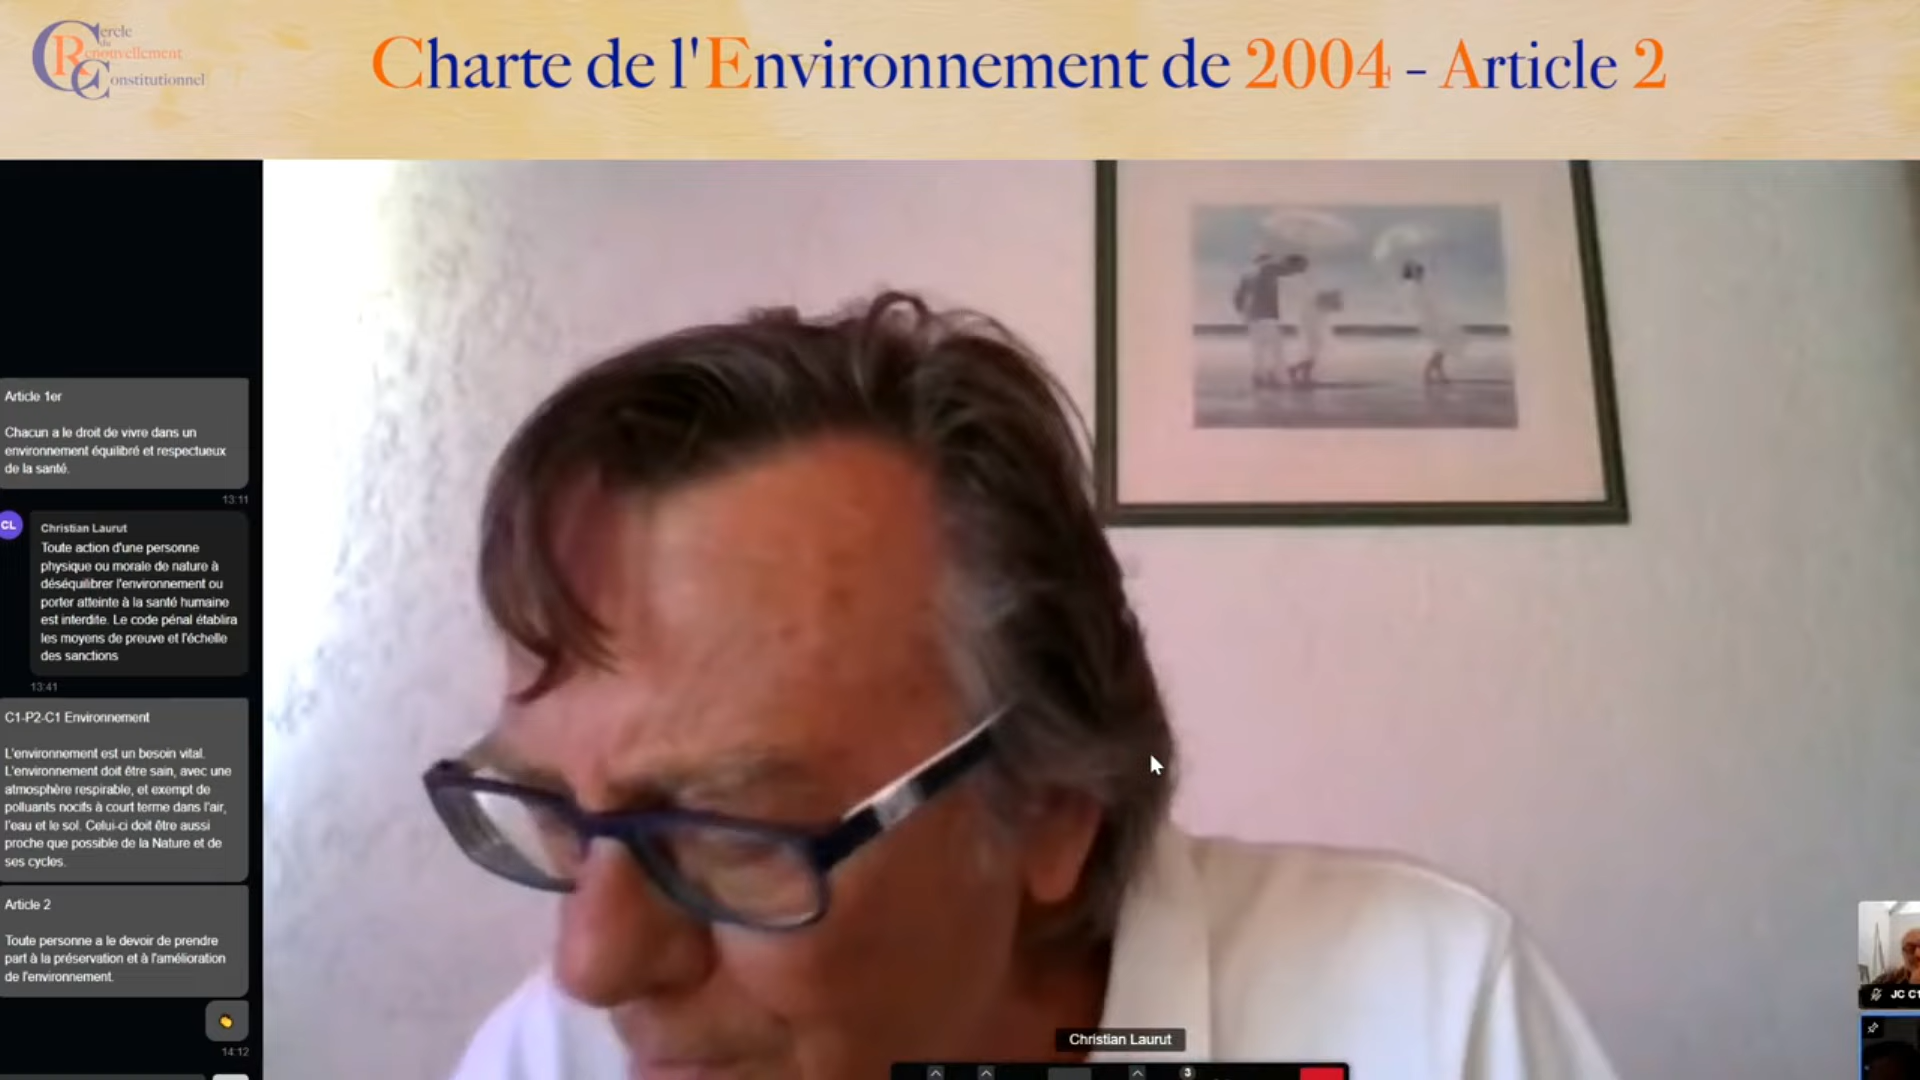 Cercle
du
Renouvellement
Constitutionnel
Charte de l'Environnement de 2004 - Article 2
Article 1er
Chacun a le droit de vivre dans un
environnement équilibré et respectueux
de la santé.
13:11
CL
Christian Laurut
Toute action d'une personne
physique ou morale de nature à
déséquilibrer l'environnement ou
porter atteinte à la santé humaine
est interdite. Le code pénal établira
les moyens de preuve et l'échelle
des sanctions
13:41
C1-P2-C1 Environnement
L'environnement est un besoin vital.
L'environnement doit être sain, avec une
atmosphère respirable, et exempt de
polluants nocifs à court terme dans l'air,
l'eau et le sol. Celui-ci doit être aussi
proche que possible de la Nature et de
ses cycles.
Article 2
Toute personne a le devoir de prendre
part à la préservation et à l'amélioration
de l'environnement.
14:12
Christian Laurut
3
JC